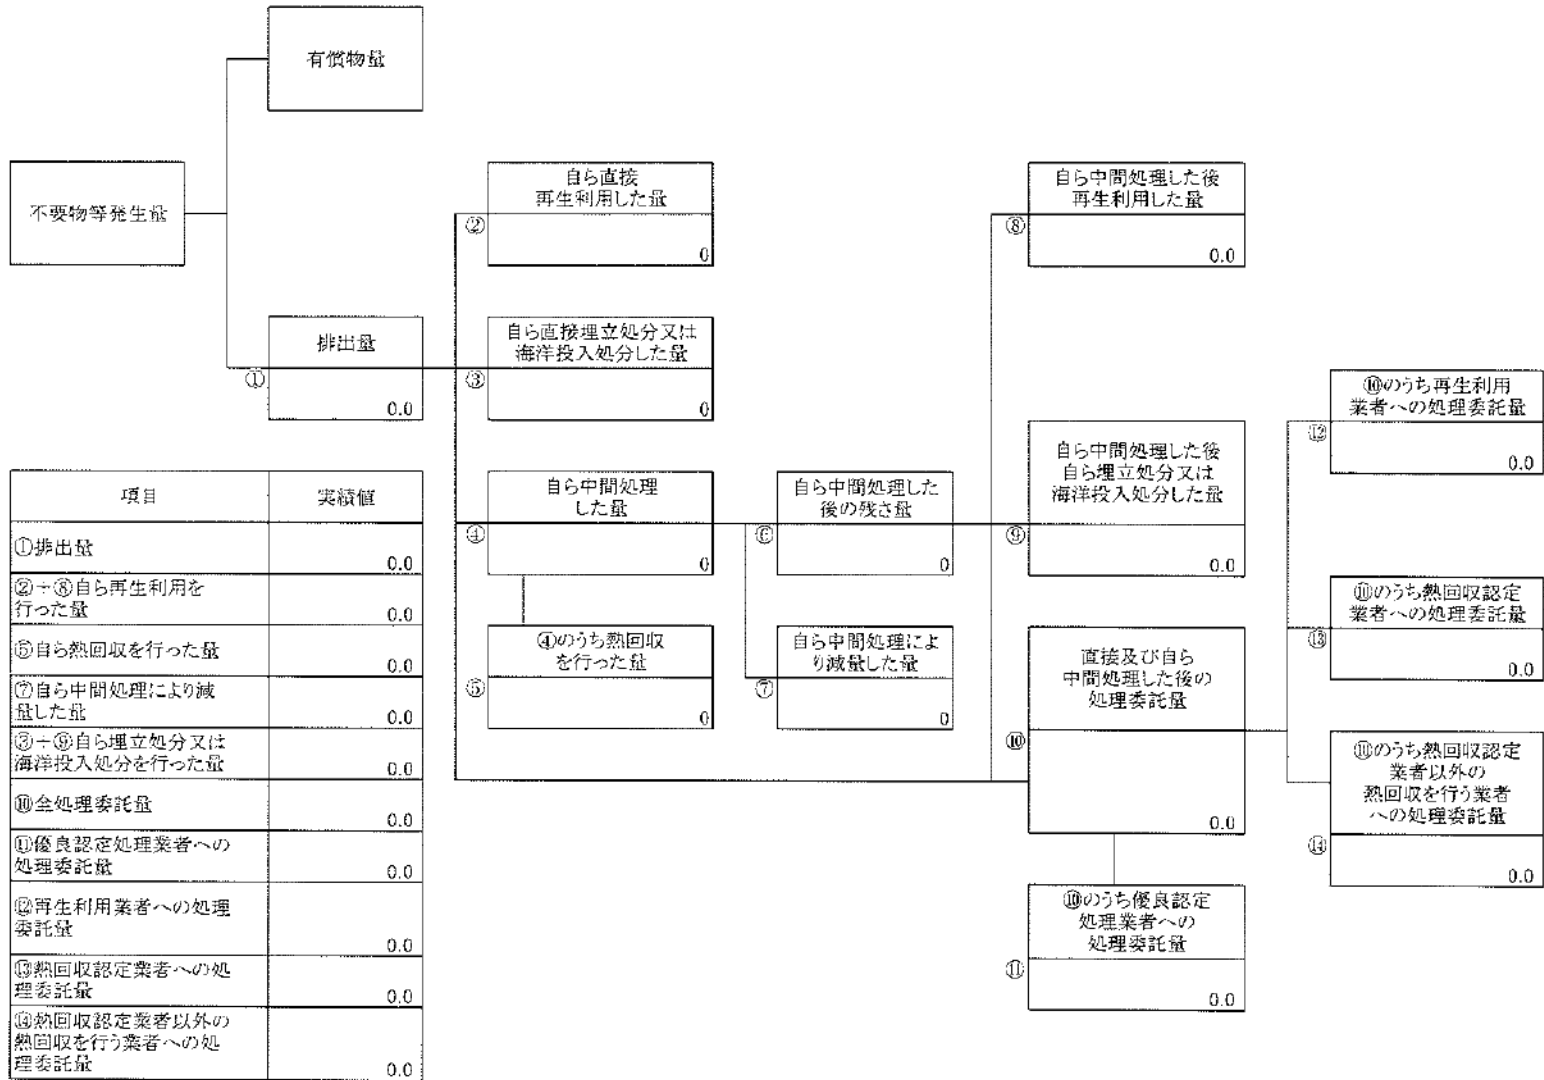 有償物量
不要物等発生量
自ら直接
再生利用した量
②
0
自ら中間処理した後
再生利用した量
⑧
0.0
排出量
①
0.0
自ら直接埋立処分又は
海洋投入処分した量
③
0
⑩のうち再生利用
業者への処理委託量
⑫
0.0
自ら中間処理
した量
④
0
自ら中間処理した
後の残さ量
⑥
0
自ら中間処理した後
自ら埋立処分又は
海洋投入処分した量
⑨
0.0
⑩のうち熱回収認定
業者への処理委託量
⑬
0.0
④のうち熱回収
を行った量
⑤
0
自ら中間処理によ
り減量した量
⑦
0
直接及び自ら
中間処理した後の
処理委託量
⑩
0.0
⑩のうち熱回収認定
業者以外の
熱回収を行う業者
への処理委託量
⑭
0.0
⑩のうち優良認定
処理業者への
処理委託量
⑪
0.0
項目
実績値
①排出量
0.0
②+⑧自ら再生利用を
行った量
0.0
⑤自ら熱回収を行った量
0.0
⑦自ら中間処理により減
量した量
0.0
③+⑨自ら埋立処分又は
海洋投入処分を行った量
0.0
⑩全処理委託量
0.0
⑪優良認定処理業者への
処理委託量
0.0
⑫再生利用業者への処理
委託量
0.0
⑬熱回収認定業者への処
理委託量
0.0
⑭熱回収認定業者以外の
熱回収を行う業者への処
理委託量
0.0